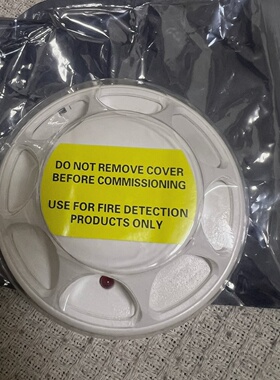 DO NOT REMOVE COVER
BEFORE COMMISSIONING
USE FOR FIRE DETECTION
PRODUCTS ONLY